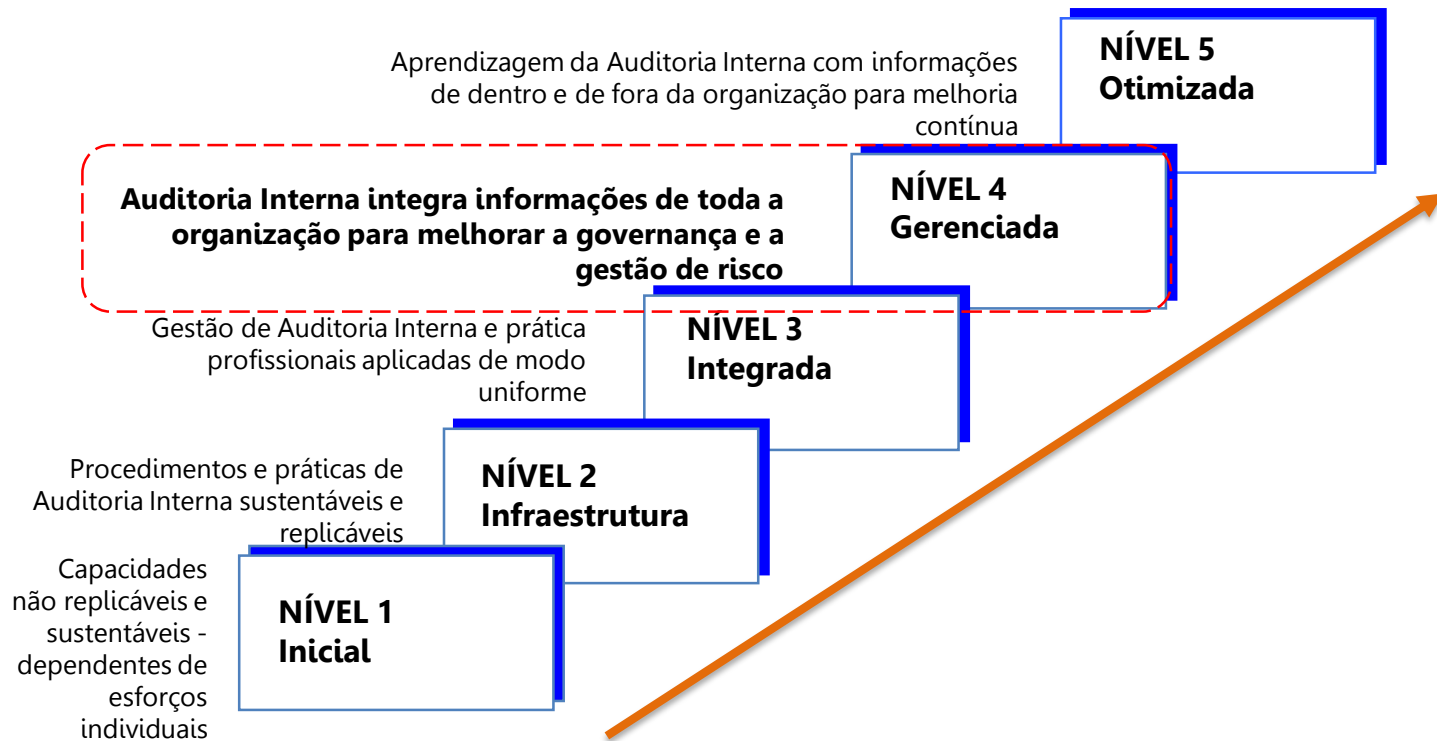 Aprendizagem da Auditoria Interna com informações
de dentro e de fora da organização para melhoria
contínua
NÍVEL 5
Otimizada
Auditoria Interna integra informações de toda a
organização para melhorar a governança e a
gestão de risco
NÍVEL 4
Gerenciada
Gestão de Auditoria Interna e prática
profissionais aplicadas de modo
uniforme
NÍVEL 3
Integrada
Procedimentos e práticas de
Auditoria Interna sustentáveis e
replicáveis
NÍVEL 2
Infraestrutura
Capacidades
não replicáveis e
sustentáveis -
dependentes de
esforços
individuais
NÍVEL 1
Inicial